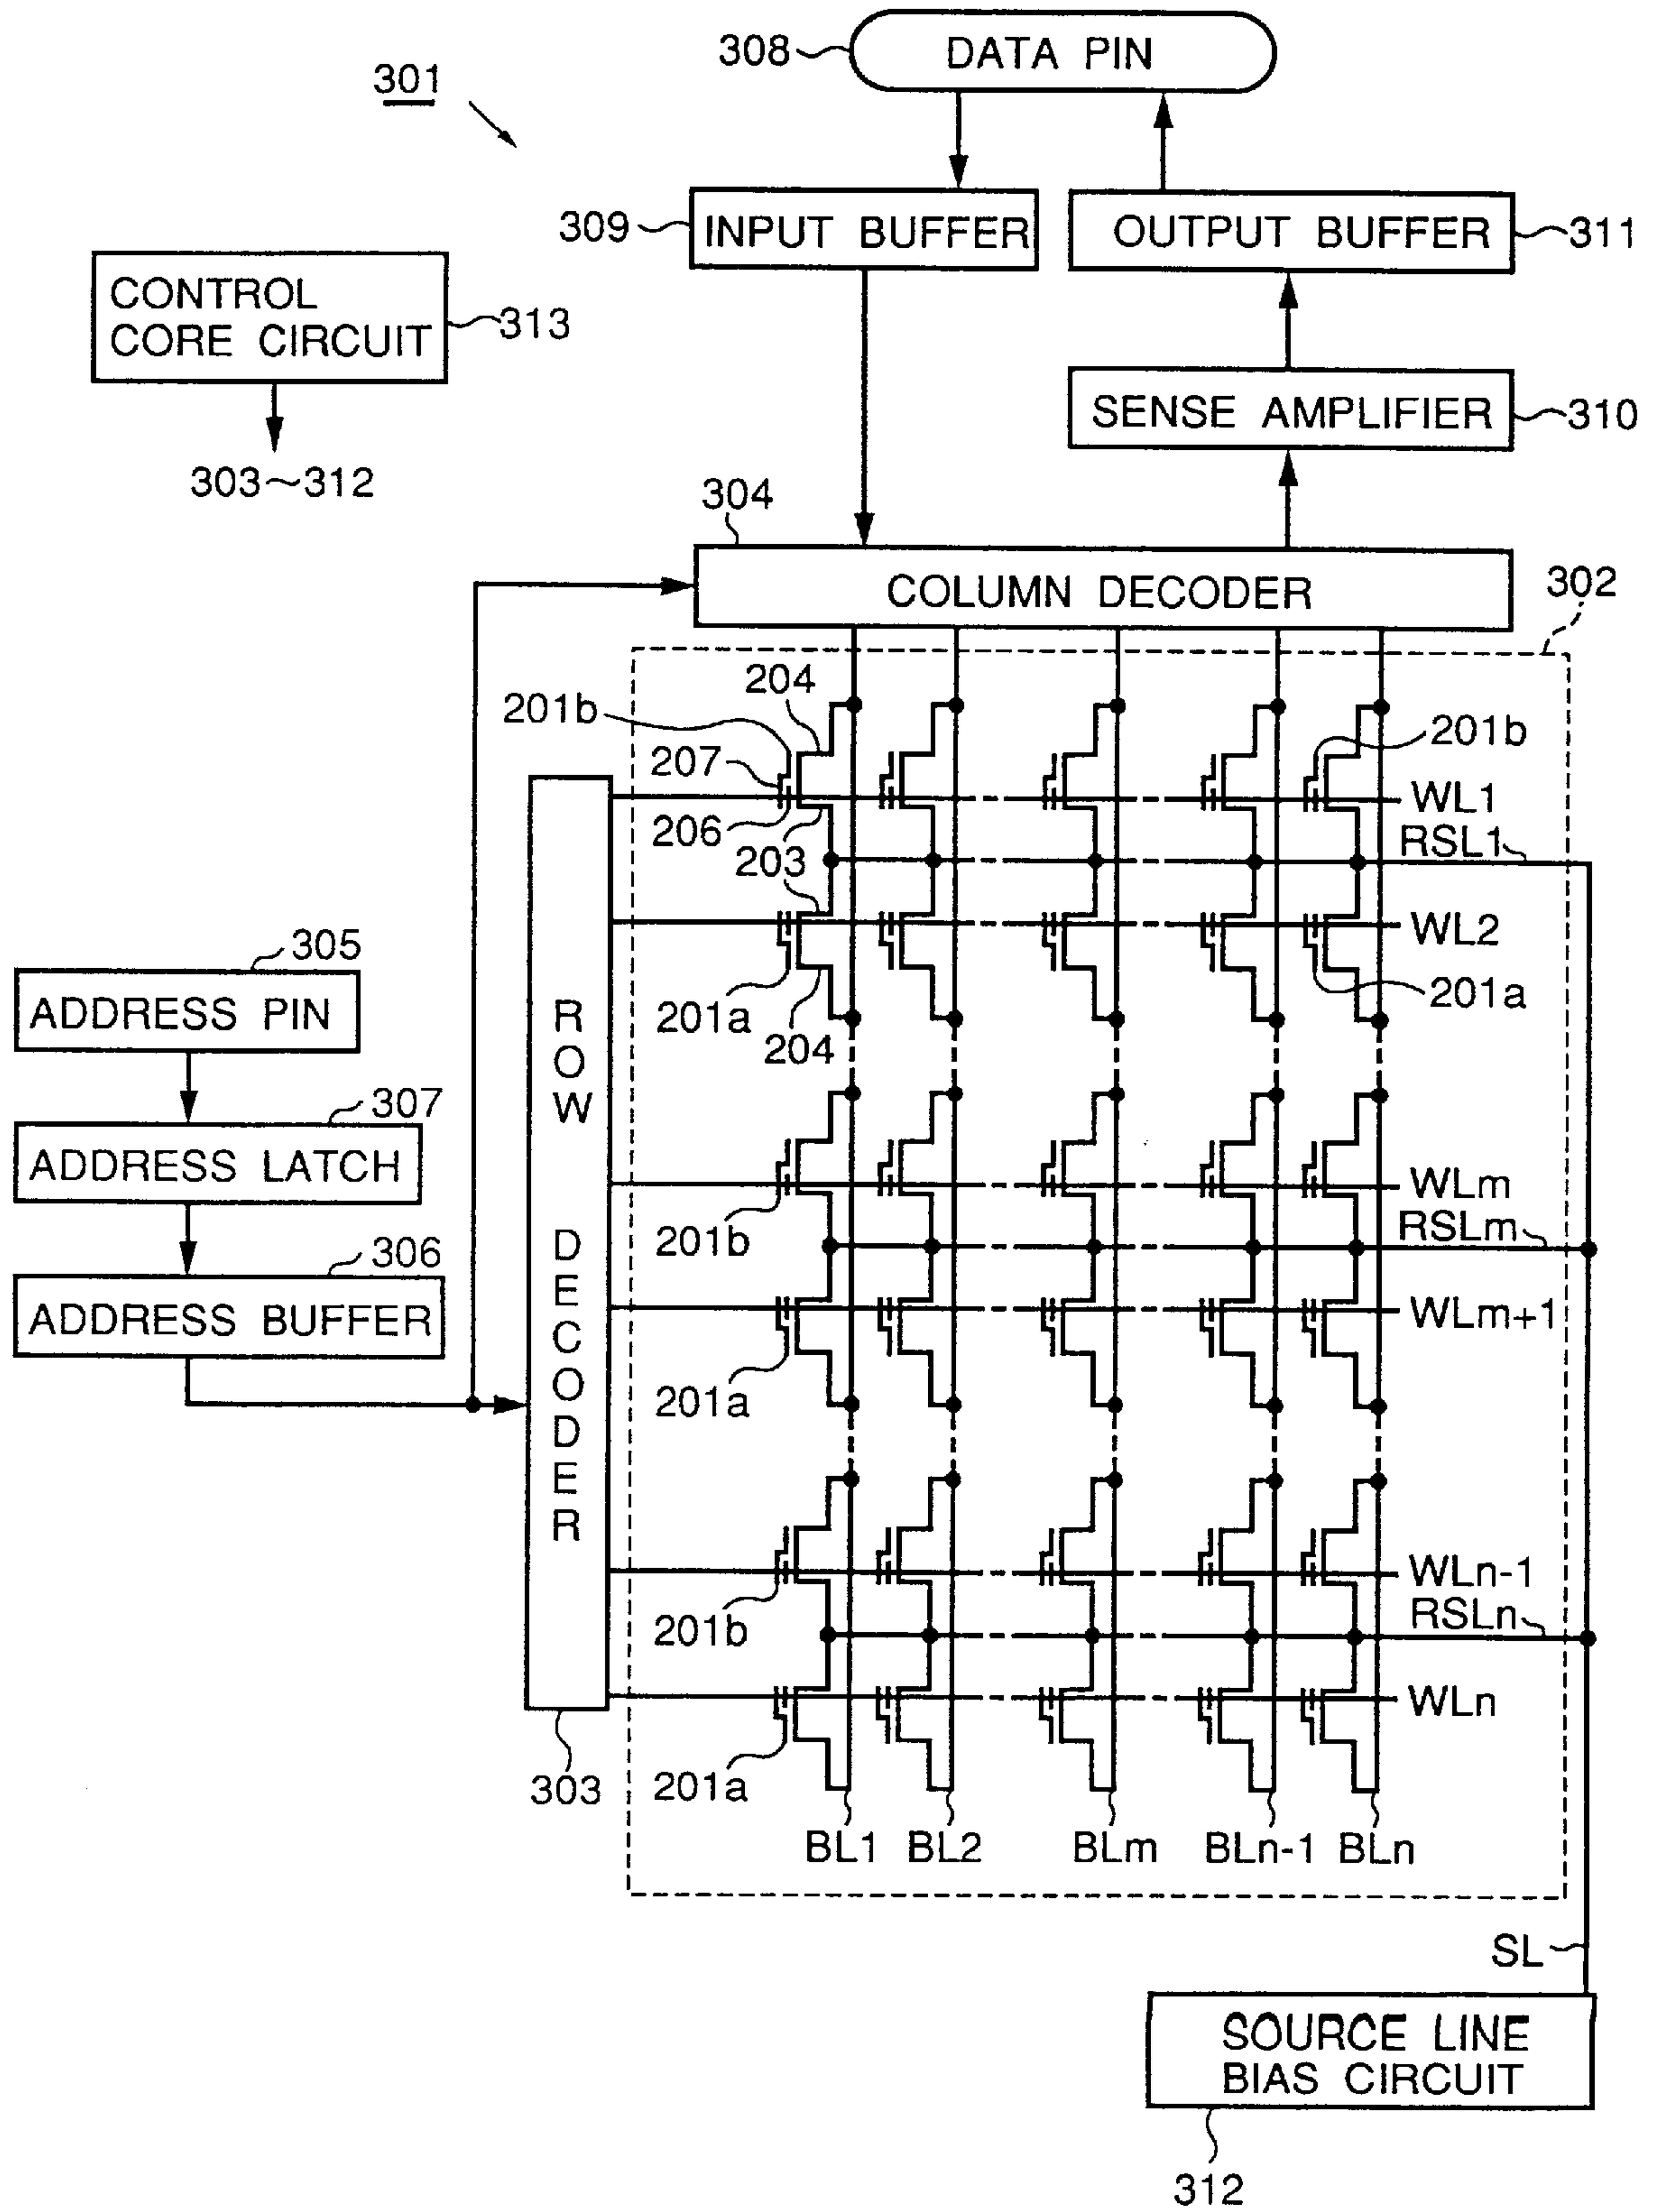 308
DATA PIN
301
309
INPUT BUFFER
OUTPUT BUFFER
311
CONTROL
CORE CIRCUIT
313
SENSE AMPLIFIER
310
303~312
304
COLUMN DECODER
302
204
201b
201b
207
WL1
206
RSL1
203
WL2
305
201a
201a
ADDRESS PIN
204
ROW DECODER
307
ADDRESS LATCH
WLm
RSLm
201b
306
ADDRESS BUFFER
WLm+1
201a
WLn-1
RSLn
201b
WLn
303
201a
BL1
BL2
BLm
BLn-1
BLn
SL
SOURCE LINE
BIAS CIRCUIT
312